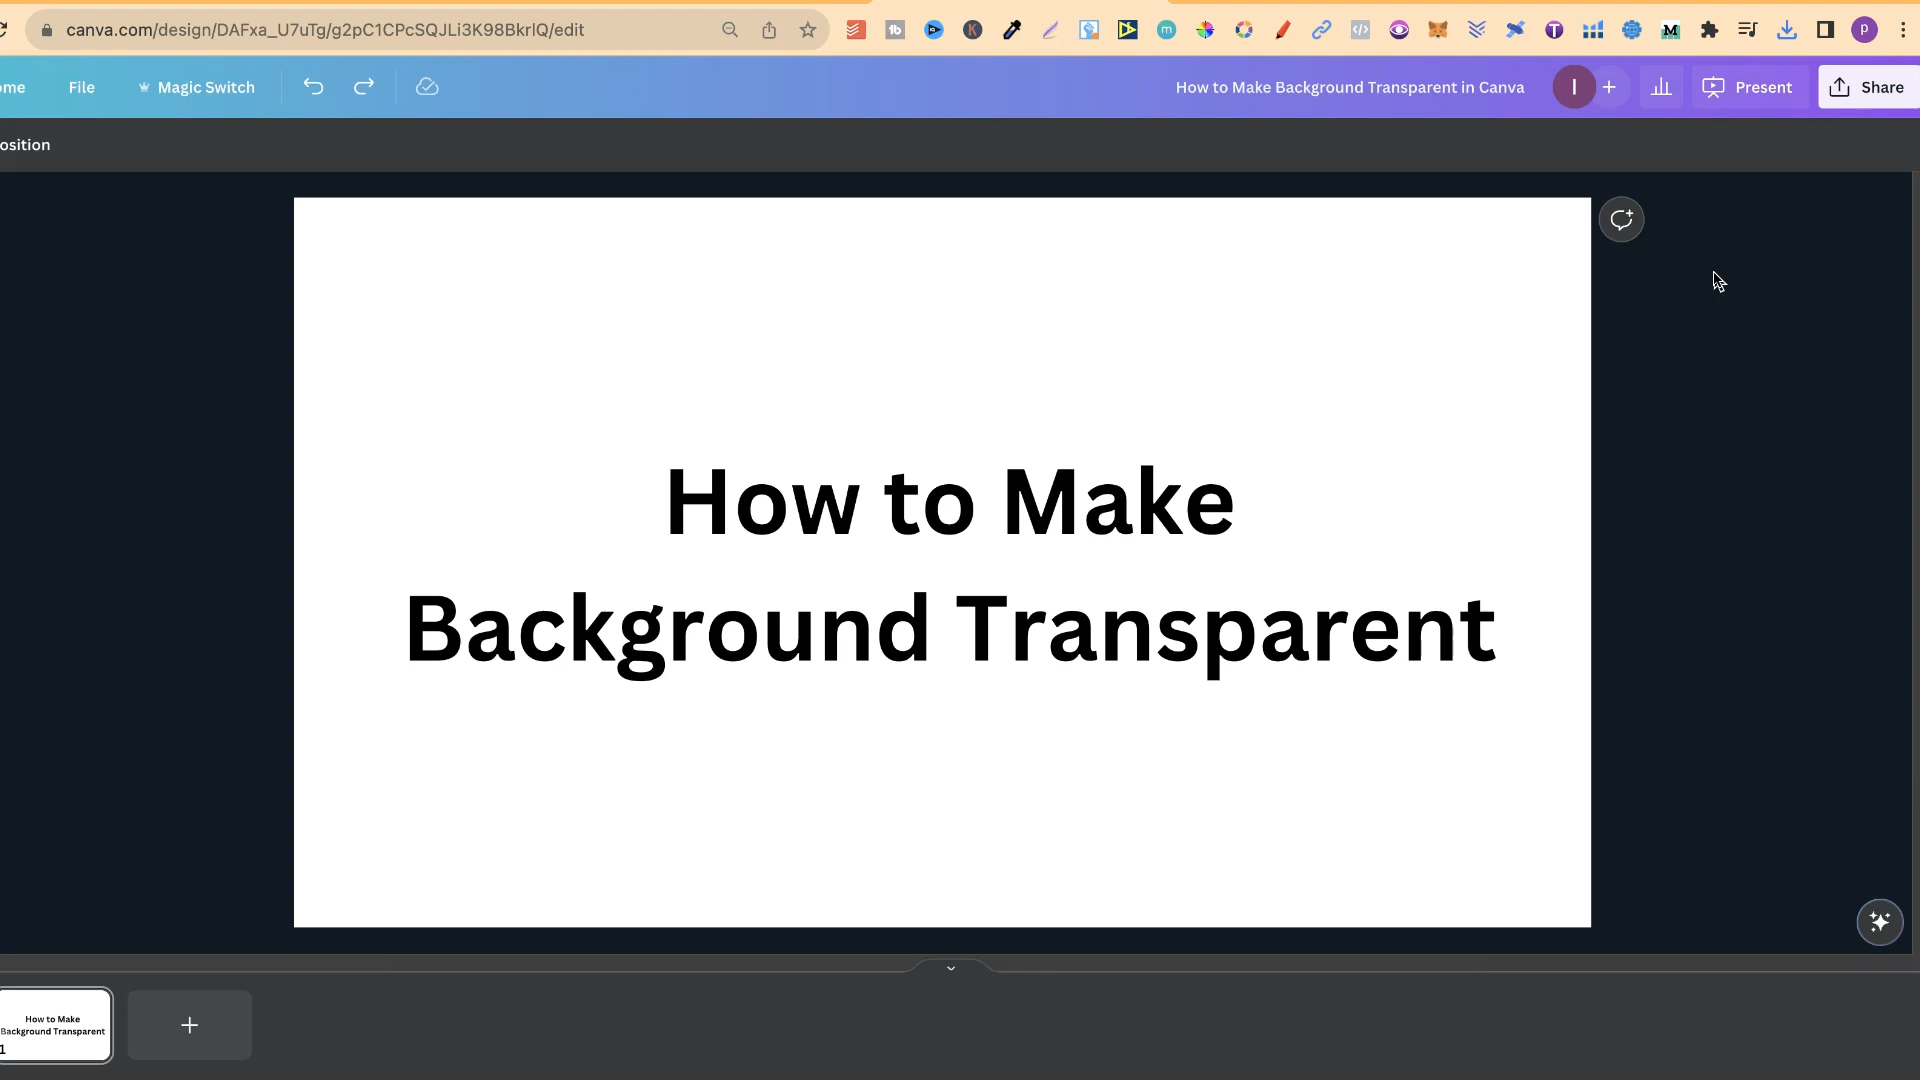 canva.com/design/DAFxa_U7uTg/g2pC1CPcSQJLi3K98BkrlQ/edit
ome File Magic Switch How to Make Background Transparent in Canva I + Present Share
osition
How to Make
Background Transparent
How to Make
Background Transparent
1